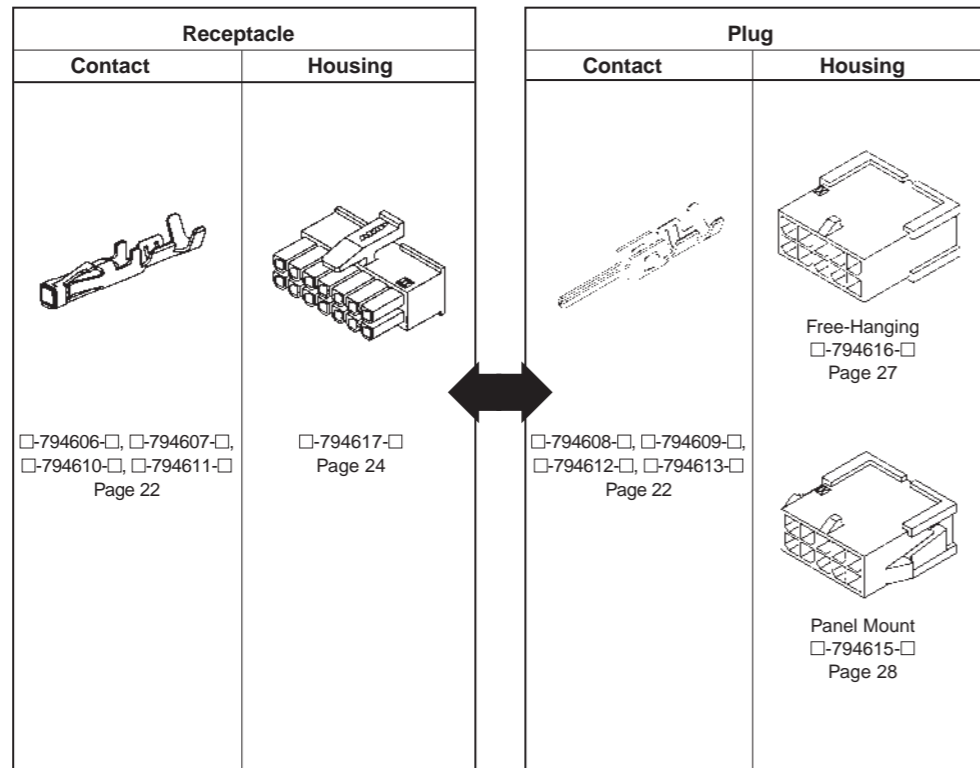 Receptacle
Contact
Housing
□-794606-□, □-794607-□,
□-794610-□, □-794611-□
Page 22
□-794617-□
Page 24
Plug
Contact
Housing
□-794608-□, □-794609-□,
□-794612-□, □-794613-□
Page 22
Free-Hanging
□-794616-□
Page 27
Panel Mount
□-794615-□
Page 28